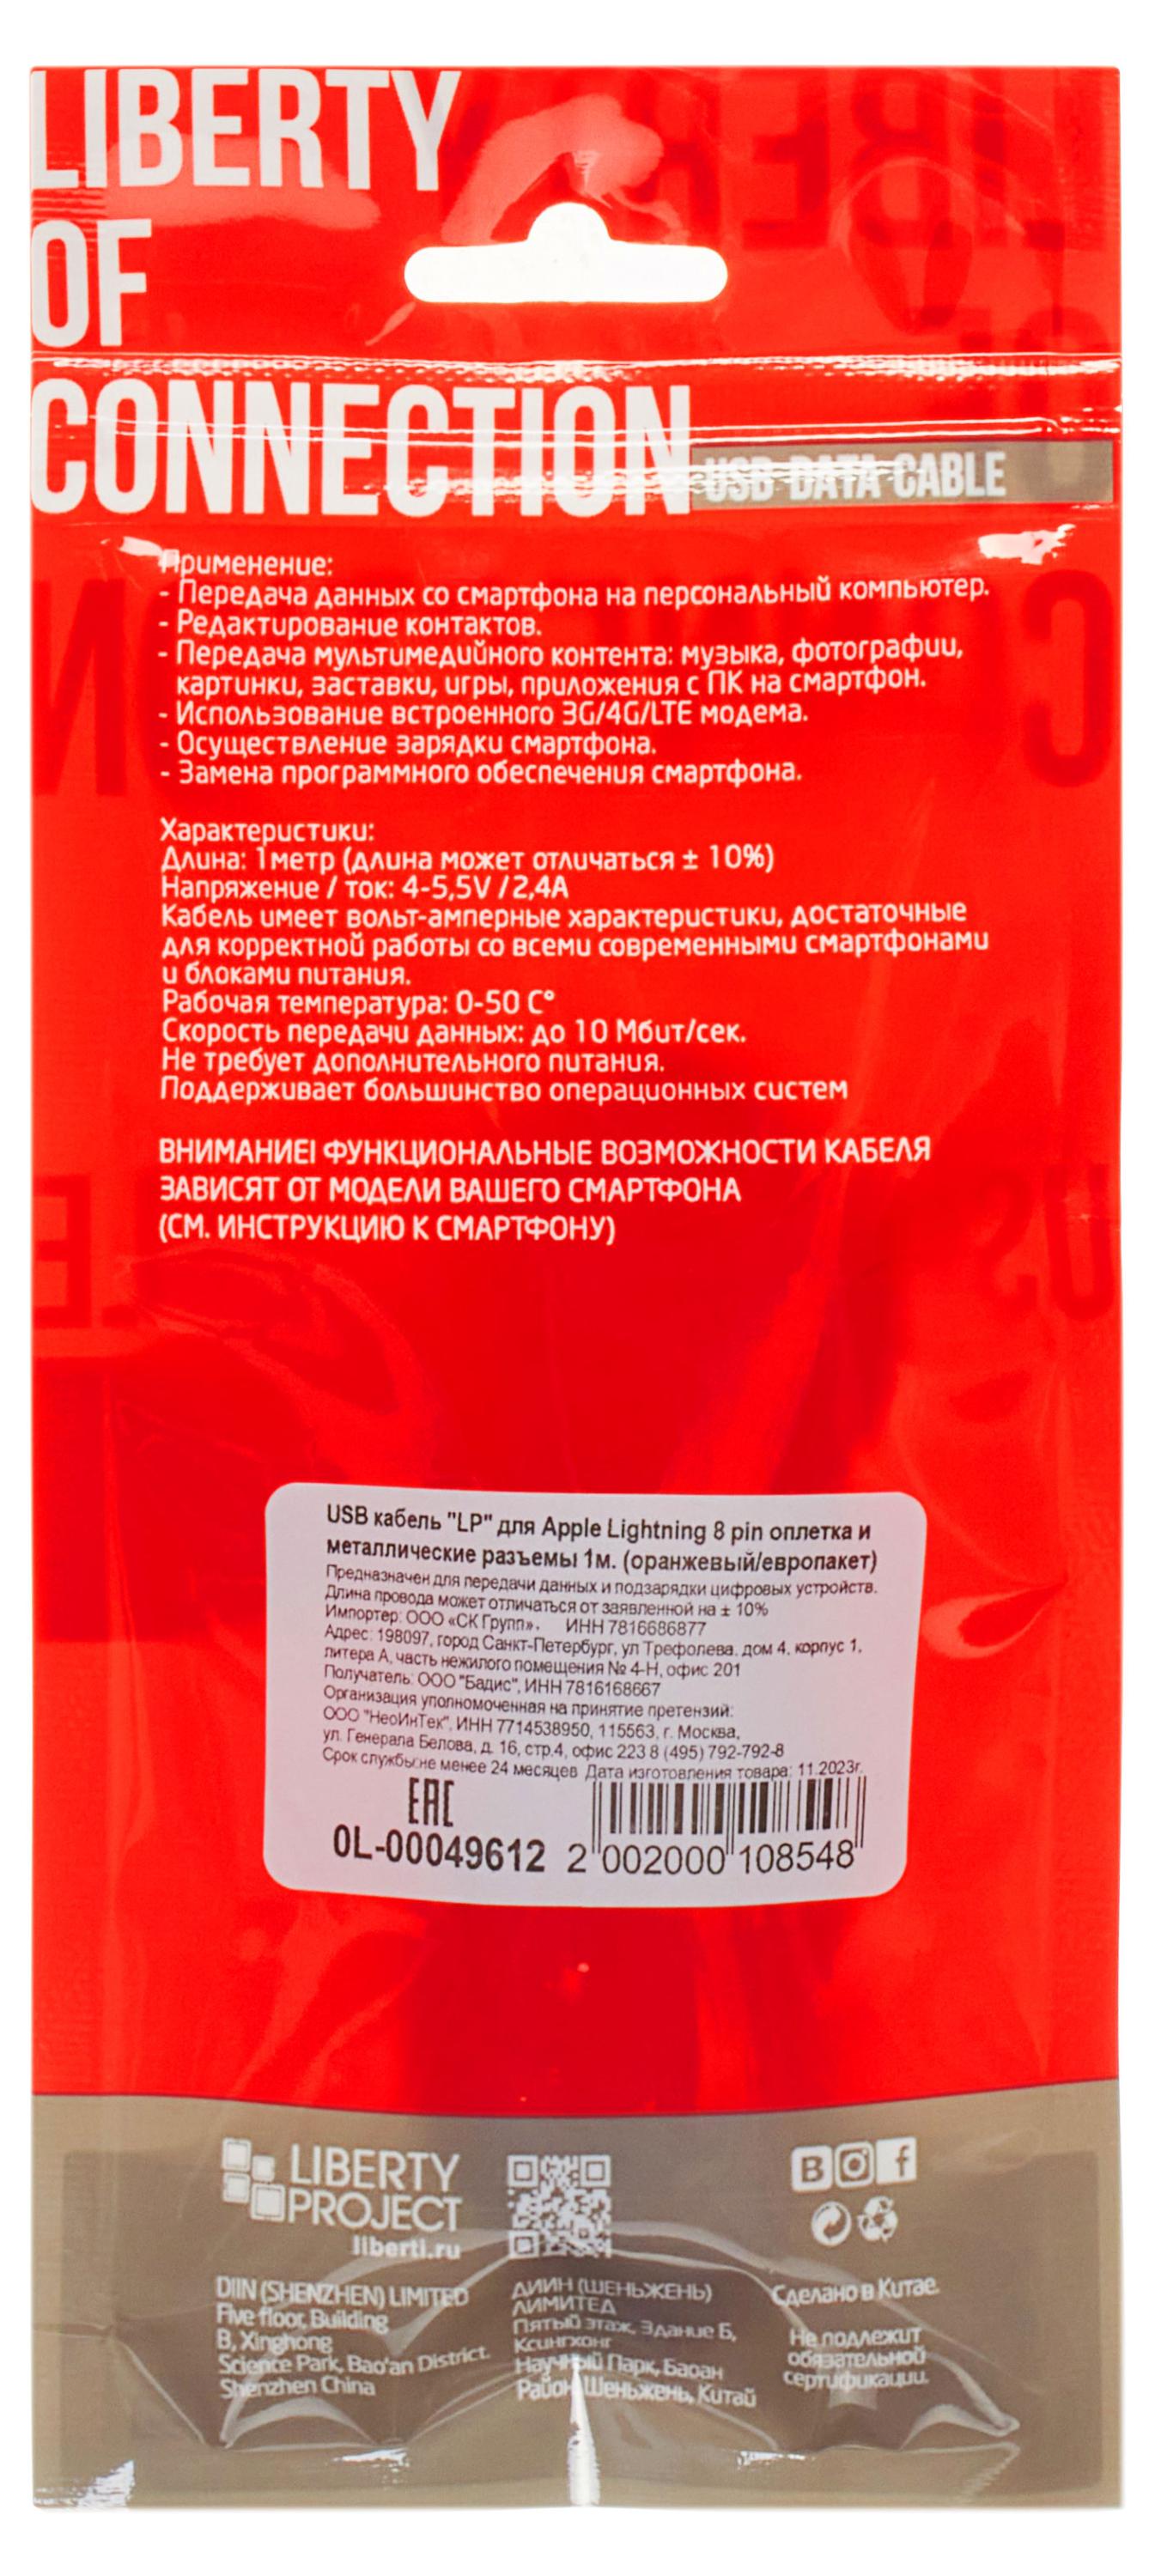 LIBERTY
OF
CONNECTION
USB DATA CABLE
Применение:
- Передача данных со смартфона на персональный компьютер.
- Редактирование контактов.
- Передача мультимедийного контента: музыка, фотографии,
картинки, заставки, игры, приложения с ПК на смартфон.
- Использование встроенного 3G/4G/LTE модема.
- Осуществление зарядки смартфона.
- Замена программного обеспечения смартфона.
Характеристики:
Длина: 1метр (длина может отличаться ± 10%)
Напряжение / ток: 4-5,5V / 2,4A
Кабель имеет вольт-амперные характеристики, достаточные
для корректной работы со всеми современными смартфонами
и блоками питания.
Рабочая температура: 0-50 C°
Скорость передачи данных: до 10 Мбит/сек.
Не требует дополнительного питания.
Поддерживает большинство операционных систем
ВНИМАНИЕ! ФУНКЦИОНАЛЬНЫЕ ВОЗМОЖНОСТИ КАБЕЛЯ
ЗАВИСЯТ ОТ МОДЕЛИ ВАШЕГО СМАРТФОНА
(СМ. ИНСТРУКЦИЮ К СМАРТФОНУ)
USB кабель "LP" для Apple Lightning 8 pin оплетка и
металлические разъемы 1м. (оранжевый/европакет)
Предназначен для передачи данных и подзарядки цифровых устройств.
Длина провода может отличаться от заявленной на ± 10%
Импортер: ООО «СК Групп», ИНН 7816686877
Адрес: 198097, город Санкт-Петербург, ул Трефолева, дом 4, корпус 1,
литера А, часть нежилого помещения № 4-Н, офис 201
Получатель: ООО "Бадис", ИНН 7816168667
Организация уполномоченная на принятие претензий:
ООО "НеоИнТек", ИНН 7714538950, 115563, г. Москва,
ул. Генерала Белова, д. 16, стр.4, офис 223 8 (495) 792-792-8
Срок службы:не менее 24 месяцев Дата изготовления товара: 11.2023г.
EAC
0L-00049612 2 002000 108548
LIBERTY
PROJECT
liberti.ru
DIIN (SHENZHEN) LIMITED
Five floor, Building
B, Xinghong
Science Park, Bao'an District.
Shenzhen China
ДИИН (ШЕНЬЖЕНЬ)
ЛИМИТЕД
Пятый этаж, Здание Б,
Ксингхонг
Научный Парк, Баоан
Район, Шеньжень, Китай
Сделано в Китае.
Не подлежит
обязательной
сертификации.